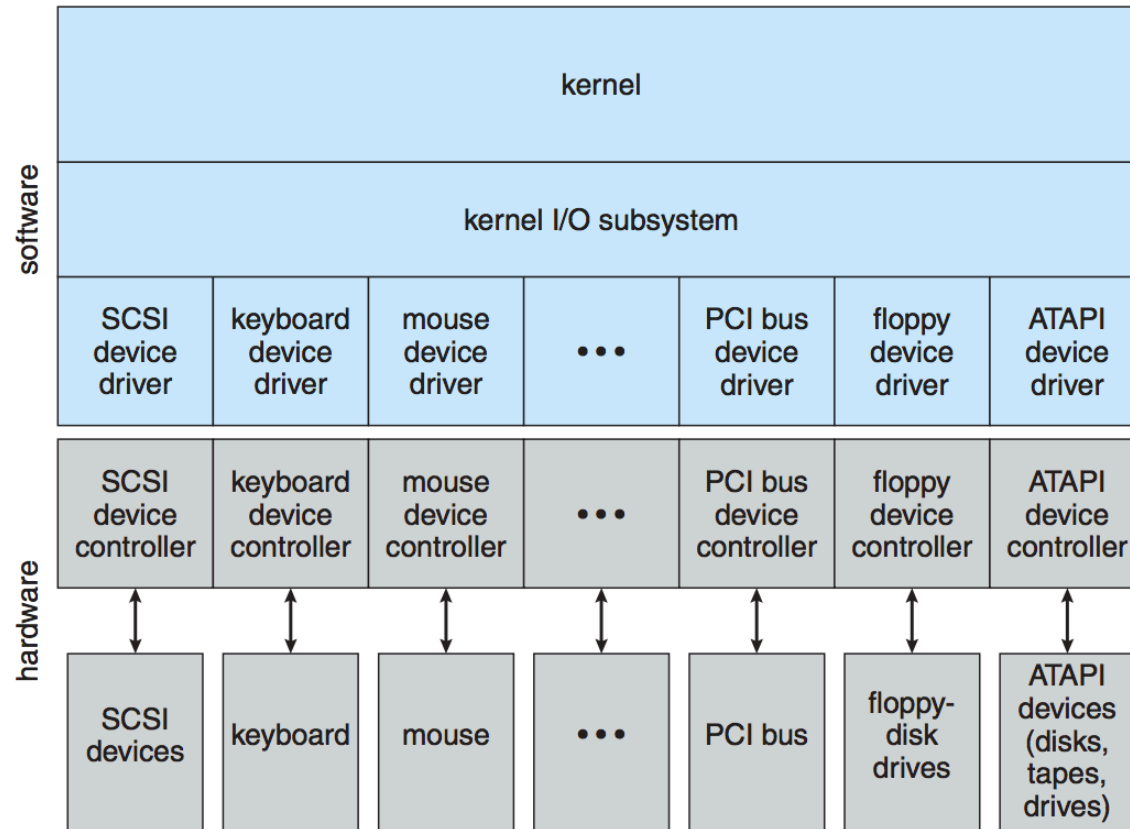 kernel
software
kernel I/O subsystem
SCSI
device
driver
keyboard
device
driver
mouse
device
driver
•••
PCI bus
device
driver
floppy
device
driver
ATAPI
device
driver
hardware
SCSI
device
controller
keyboard
device
controller
mouse
device
controller
•••
PCI bus
device
controller
floppy
device
controller
ATAPI
device
controller
SCSI
devices
keyboard
mouse
•••
PCI bus
floppy-
disk
drives
ATAPI
devices
(disks,
tapes,
drives)